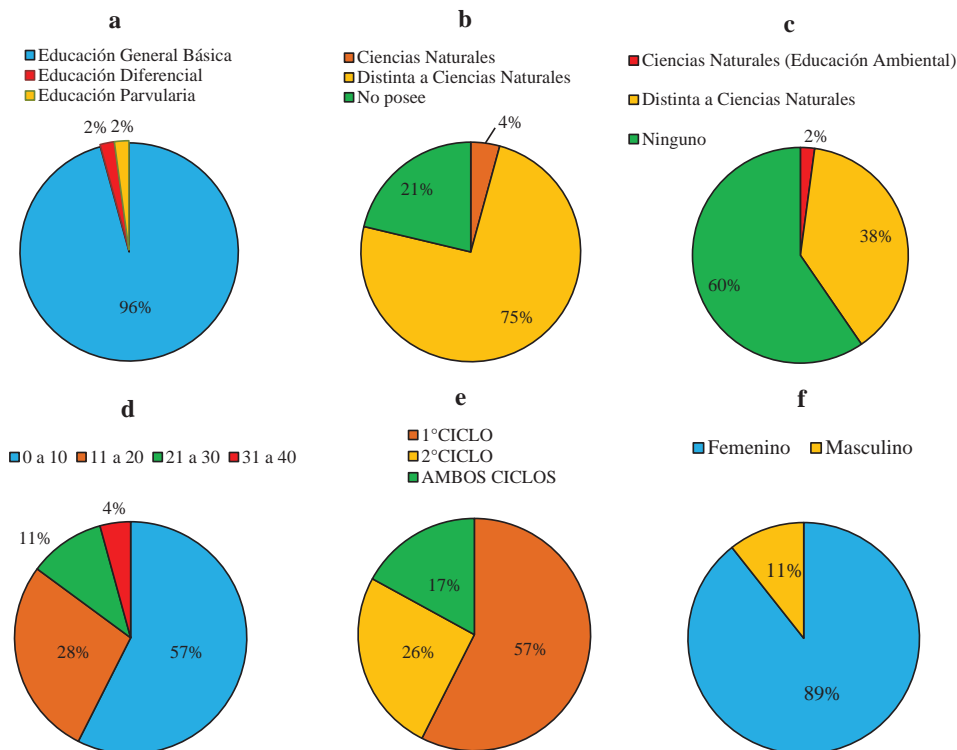 a
Educación General Básica
Educación Diferencial
Educación Parvularia
2%
2%
96%
b
Ciencias Naturales
Distinta a Ciencias Naturales
No posee
4%
21%
75%
c
Ciencias Naturales (Educación Ambiental)
Distinta a Ciencias Naturales
Ninguno
2%
38%
60%
d
0 a 10 11 a 20 21 a 30 31 a 40
4%
11%
28%
57%
e
1°CICLO
2°CICLO
AMBOS CICLOS
17%
26%
57%
f
Femenino Masculino
11%
89%